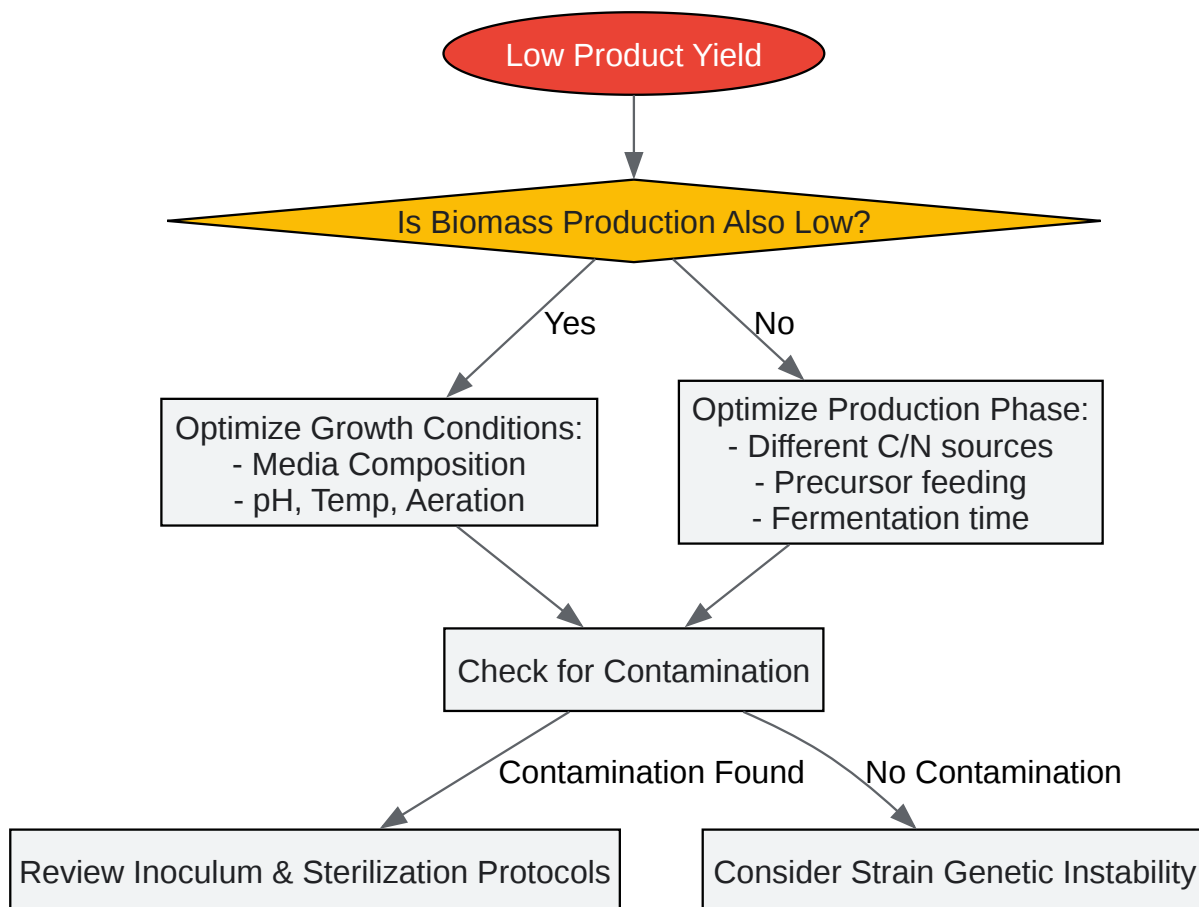 Low Product Yield
Is Biomass Production Also Low?
Yes
No
Optimize Growth Conditions:
- Media Composition
- pH, Temp, Aeration
Optimize Production Phase:
- Different C/N sources
- Precursor feeding
- Fermentation time
Check for Contamination
Contamination Found
No Contamination
Review Inoculum & Sterilization Protocols
Consider Strain Genetic Instability